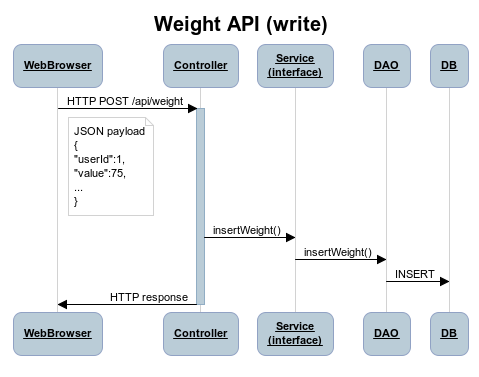 Weight API (write)
WebBrowser
Controller
Service
(interface)
DAO
DB
HTTP POST /api/weight
JSON payload
{
"userId":1,
"value":75,
...
}
insertWeight()
insertWeight()
INSERT
HTTP response
WebBrowser
Controller
Service
(interface)
DAO
DB